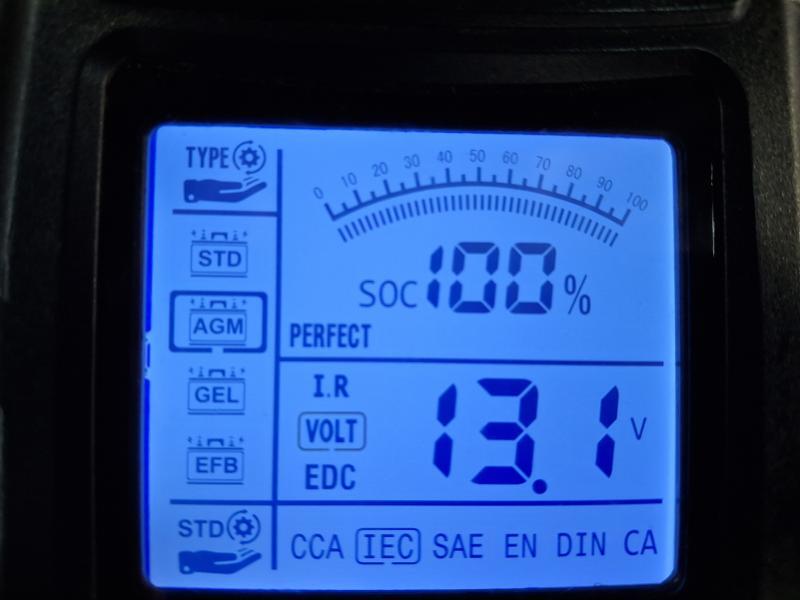 TYPE
STD
AGM
GEL
EFB
STD
0 10 20 30 40 50 60 70 80 90 100
SOC 100 %
PERFECT
I.R
VOLT
EDC
13.1 V
CCA IEC SAE EN DIN CA